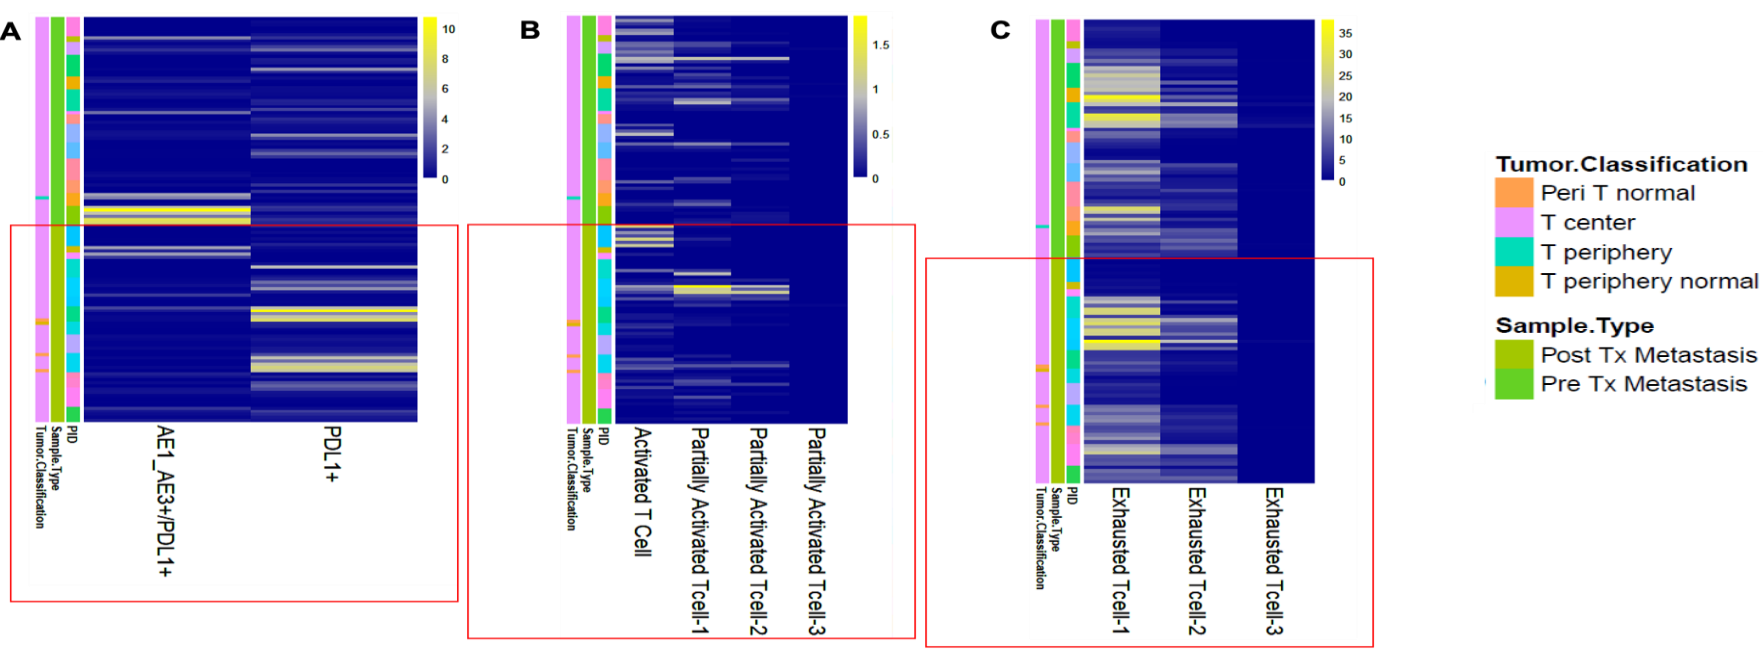 A
10
8
6
4
2
0
PID
Sample.Type
Tumor.Classification
AE1_AE3+/PDL1+
PDL1+
B
1.5
1
0.5
0
PID
Sample.Type
Tumor.Classification
Activated T Cell
Partially Activated Tcell-1
Partially Activated Tcell-2
Partially Activated Tcell-3
C
35
30
25
20
15
10
5
0
PID
Sample.Type
Tumor.Classification
Exhausted Tcell-1
Exhausted Tcell-2
Exhausted Tcell-3
Tumor.Classification
Peri T normal
T center
T periphery
T periphery normal
Sample.Type
Post Tx Metastasis
Pre Tx Metastasis